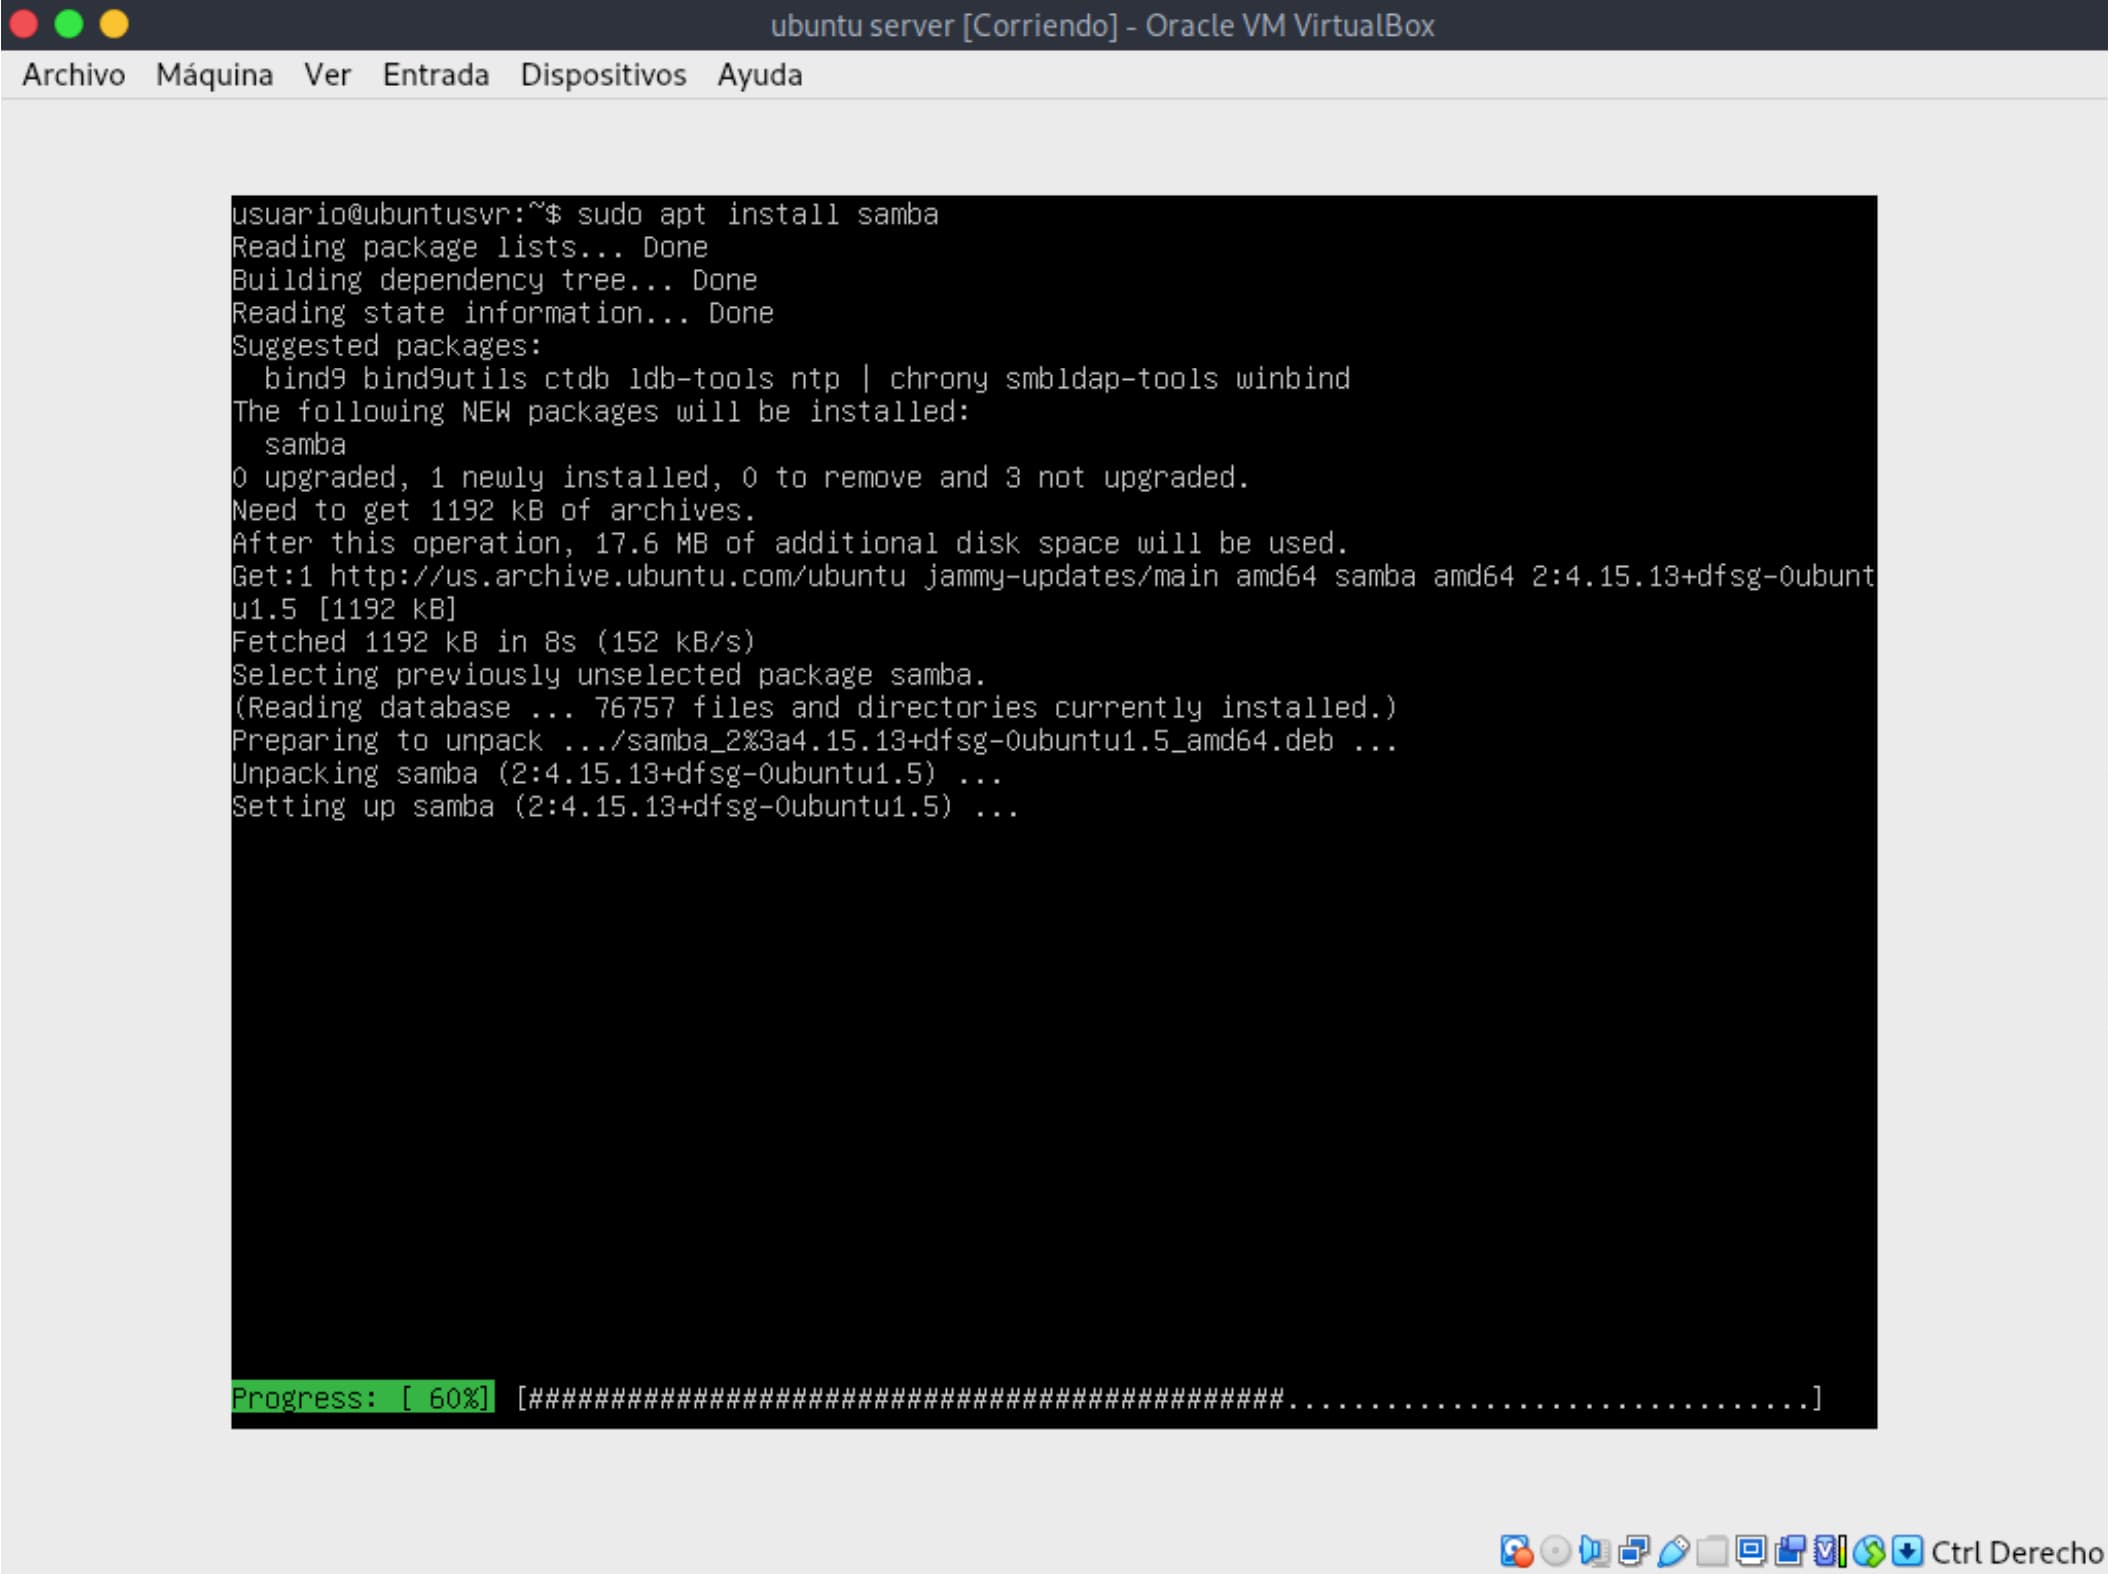 ubuntu server [Corriendo] - Oracle VM VirtualBox
Archivo Máquina Ver Entrada Dispositivos Ayuda
usuario@ubuntusvr:~$ sudo apt install samba
Reading package lists... Done
Building dependency tree... Done
Reading state information... Done
Suggested packages:
  bind9 bind9utils ctdb ldb-tools ntp | chrony smbldap-tools winbind
The following NEW packages will be installed:
  samba
0 upgraded, 1 newly installed, 0 to remove and 3 not upgraded.
Need to get 1192 kB of archives.
After this operation, 17.6 MB of additional disk space will be used.
Get:1 http://us.archive.ubuntu.com/ubuntu jammy-updates/main amd64 samba amd64 2:4.15.13+dfsg-0ubunt
u1.5 [1192 kB]
Fetched 1192 kB in 8s (152 kB/s)
Selecting previously unselected package samba.
(Reading database ... 76757 files and directories currently installed.)
Preparing to unpack .../samba_2%3a4.15.13+dfsg-0ubuntu1.5_amd64.deb ...
Unpacking samba (2:4.15.13+dfsg-0ubuntu1.5) ...
Setting up samba (2:4.15.13+dfsg-0ubuntu1.5) ...
Progress: [ 60%] [##############################################................................]
Ctrl Derecho